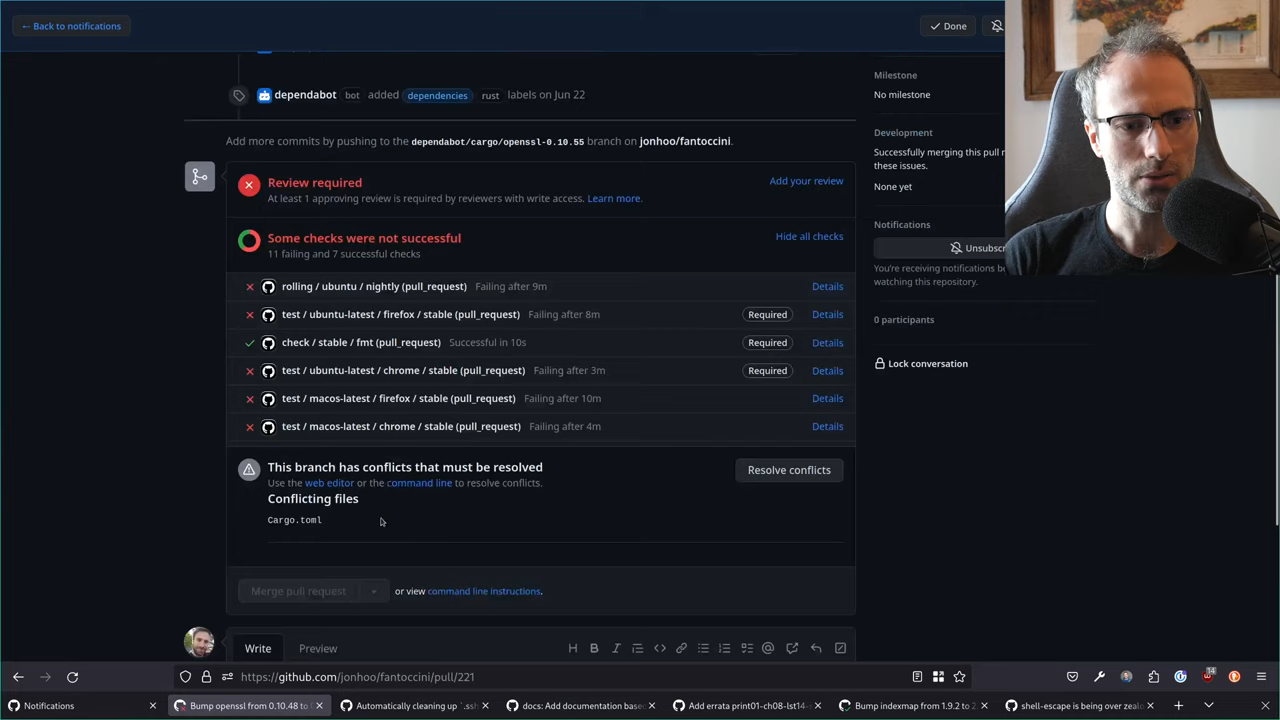 ← Back to notifications
Done
dependabot bot added dependencies rust labels on Jun 22
Add more commits by pushing to the dependabot/cargo/openssl-0.10.55 branch on jonhoo/fantoccini.
Review required
Add your review
At least 1 approving review is required by reviewers with write access. Learn more.
Some checks were not successful
Hide all checks
11 failing and 7 successful checks
rolling / ubuntu / nightly (pull_request) Failing after 9m Details
test / ubuntu-latest / firefox / stable (pull_request) Failing after 8m Required Details
check / stable / fmt (pull_request) Successful in 10s Required Details
test / ubuntu-latest / chrome / stable (pull_request) Failing after 3m Required Details
test / macos-latest / firefox / stable (pull_request) Failing after 10m Details
test / macos-latest / chrome / stable (pull_request) Failing after 4m Details
This branch has conflicts that must be resolved
Resolve conflicts
Use the web editor or the command line to resolve conflicts.
Conflicting files
Cargo.toml
Merge pull request
or view command line instructions.
Write
Preview
Milestone
No milestone
Development
Successfully merging this pull
these issues.
None yet
Notifications
You're receiving notifications
watching this repository.
0 participants
Lock conversation
https://github.com/jonhoo/fantoccini/pull/221
14
Notifications
Bump openssl from 0.10.48 to
Automatically cleaning up
docs: Add documentation
Add errata print01-ch08-lst14-
Bump indexmap from 1.9.2 to 2
shell-escape is being over